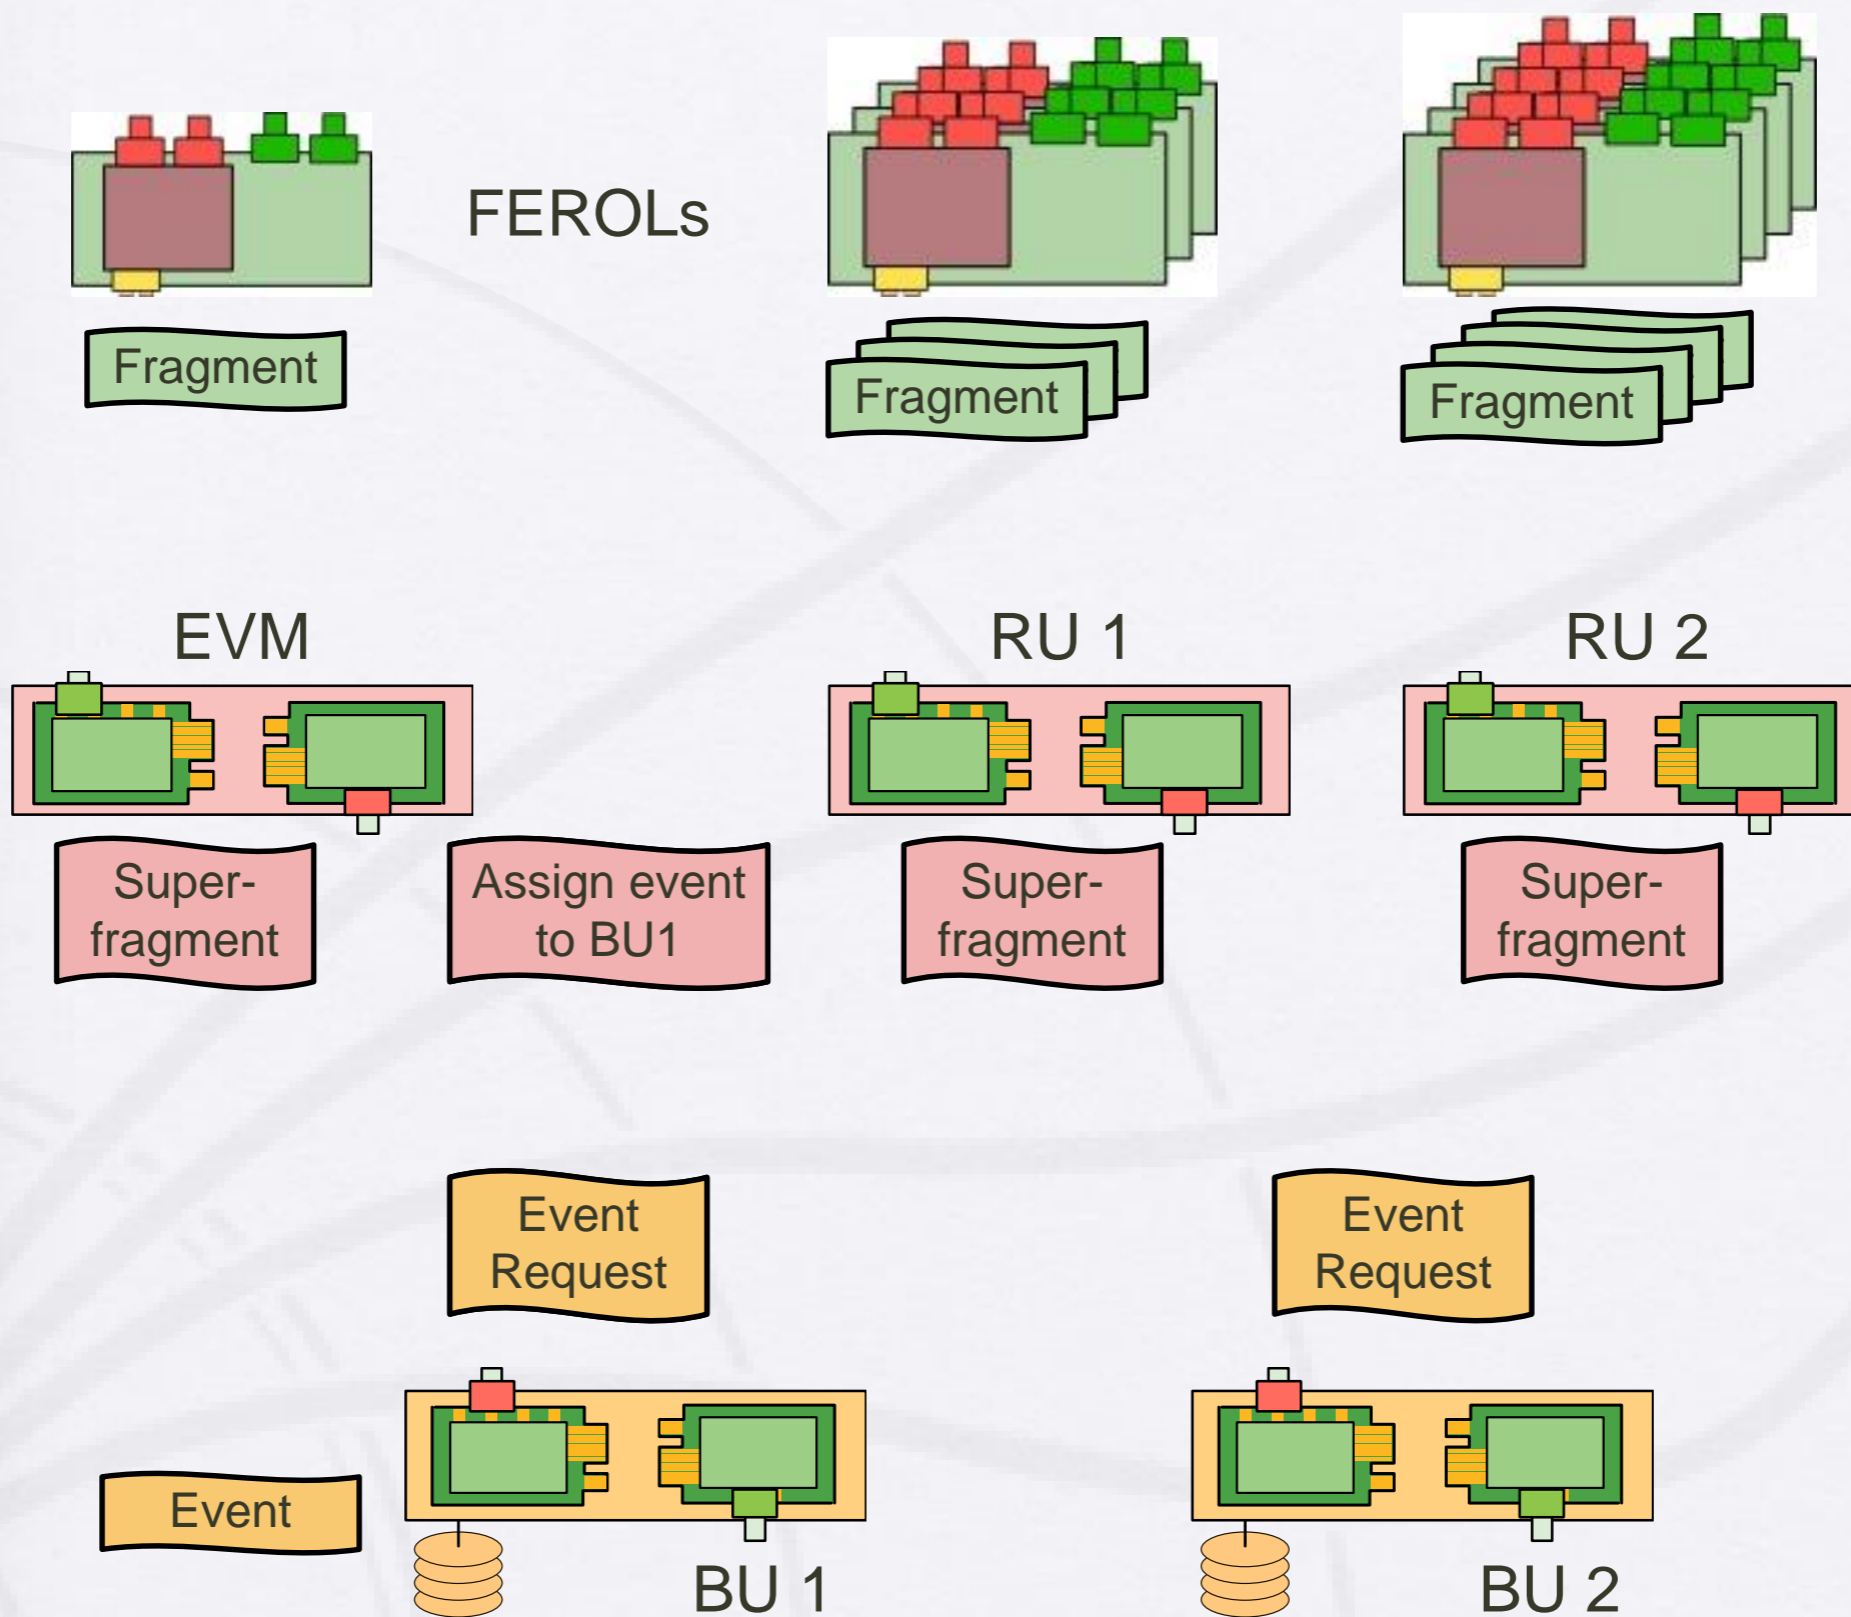 FEROLs
Fragment
Fragment
Fragment
EVM
RU 1
RU 2
Super-
fragment
Assign event
to BU1
Super-
fragment
Super-
fragment
Event
Request
Event
Request
Event
BU 1
BU 2